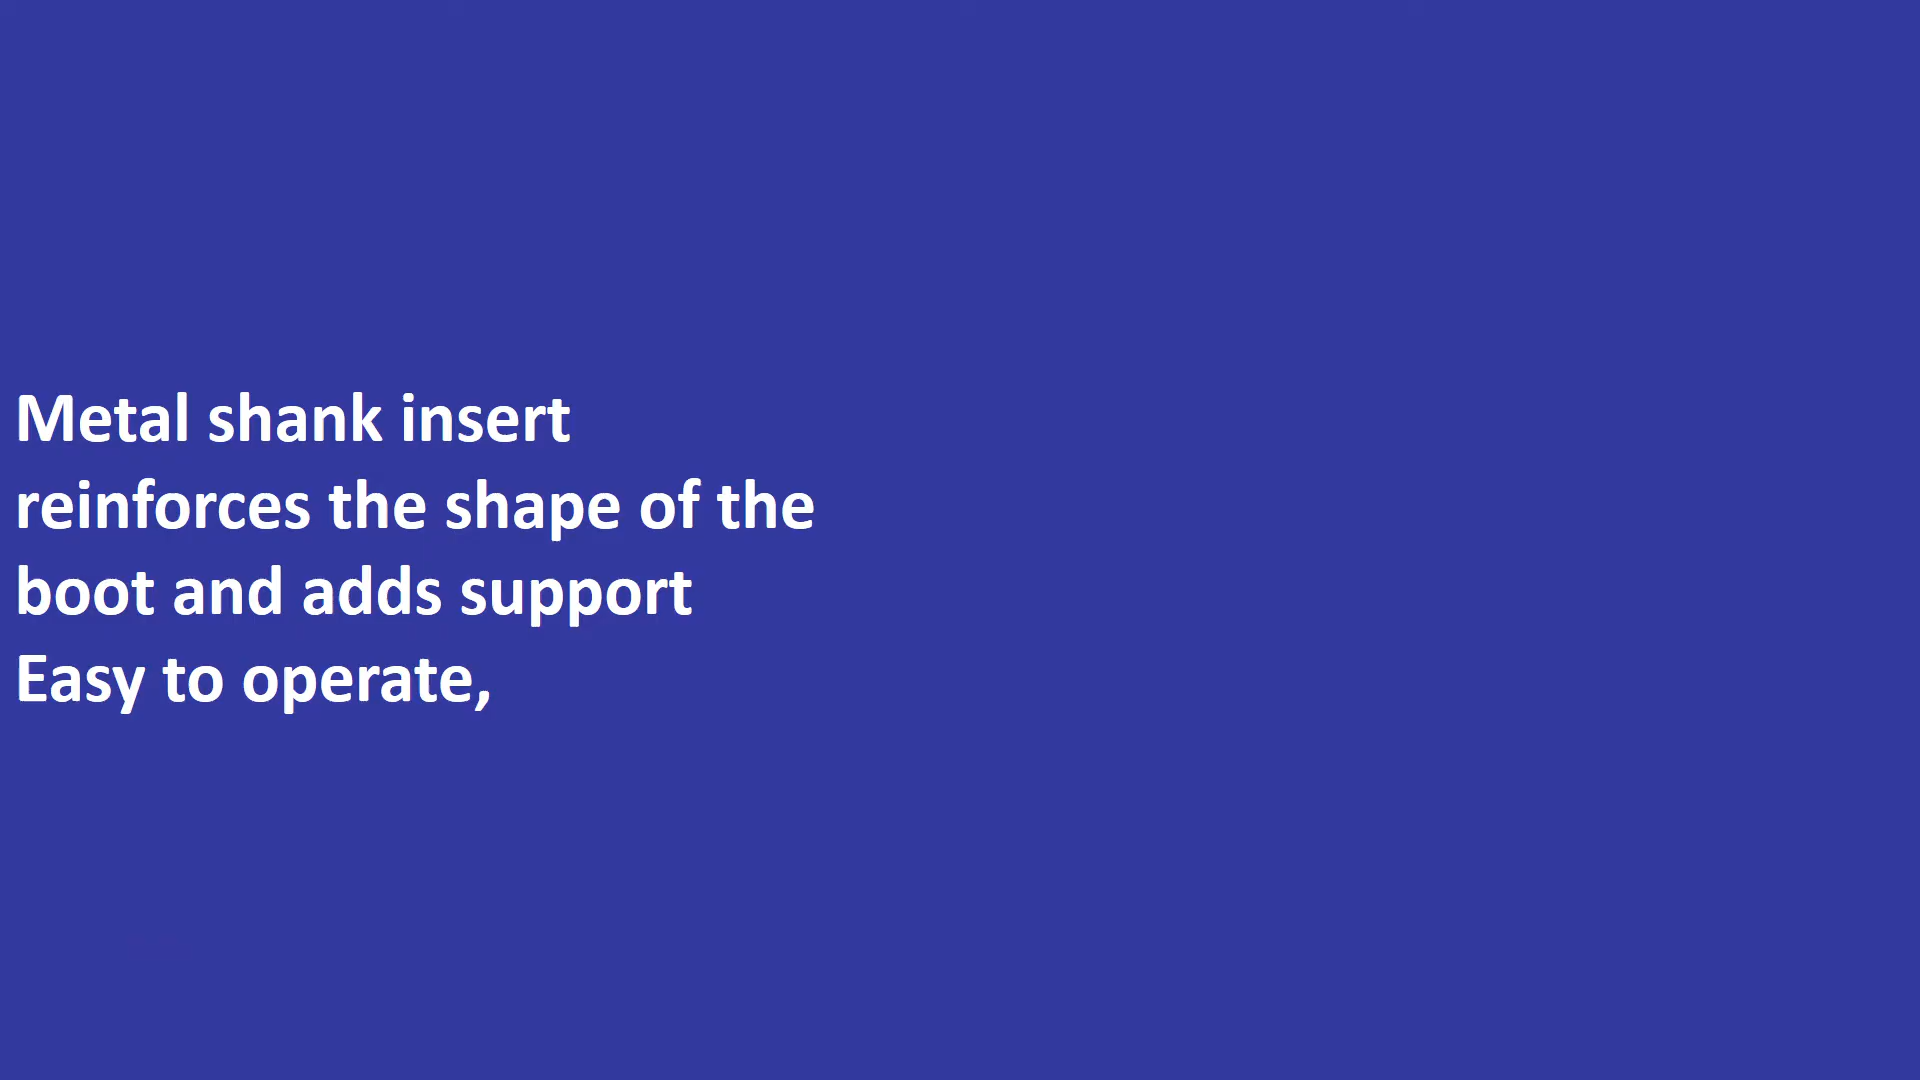 Metal shank insert
reinforces the shape of the
boot and adds support
Easy to operate,